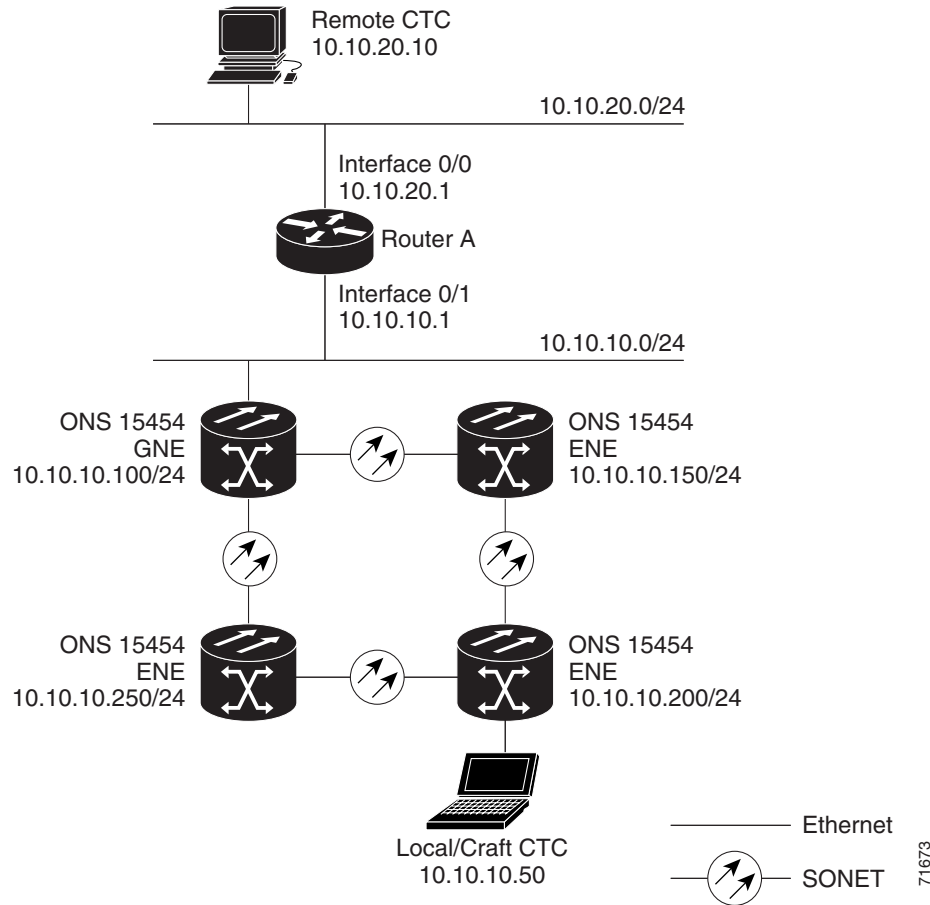 Remote CTC
10.10.20.10
10.10.20.0/24
Interface 0/0
10.10.20.1
Router A
Interface 0/1
10.10.10.1
10.10.10.0/24
ONS 15454
GNE
10.10.10.100/24
ONS 15454
ENE
10.10.10.150/24
ONS 15454
ENE
10.10.10.250/24
ONS 15454
ENE
10.10.10.200/24
Local/Craft CTC
10.10.10.50
Ethernet
SONET
71673